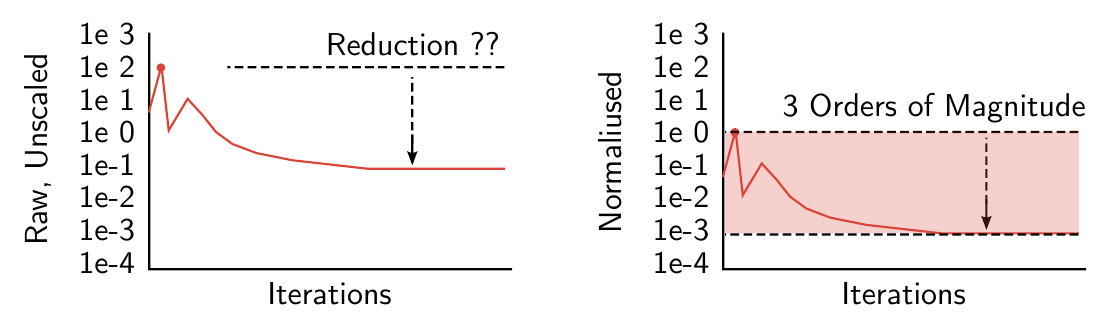 Raw, Unscaled
1e 3
1e 2
1e 1
1e 0
1e-1
1e-2
1e-3
1e-4
Reduction ??
Iterations
Normaliused
1e 3
1e 2
1e 1
1e 0
1e-1
1e-2
1e-3
1e-4
3 Orders of Magnitude
Iterations